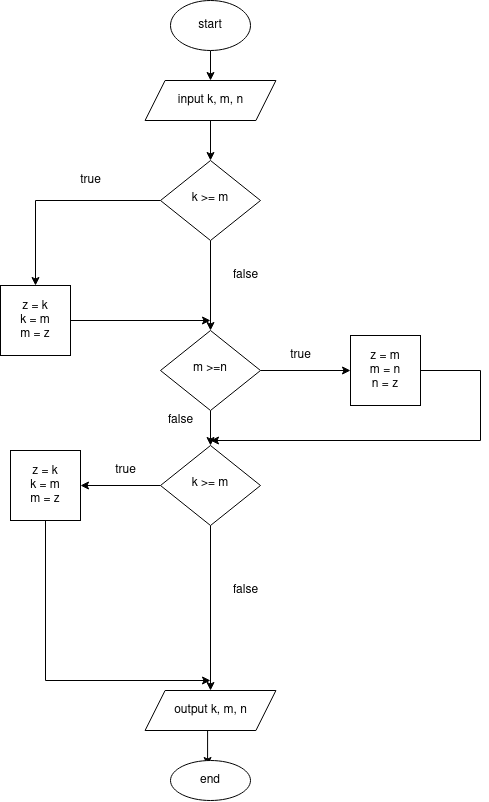 start
input k, m, n
k >= m
true
false
z = k
k = m
m = z
m >=n
true
z = m
m = n
n = z
false
k >= m
true
z = k
k = m
m = z
false
output k, m, n
end